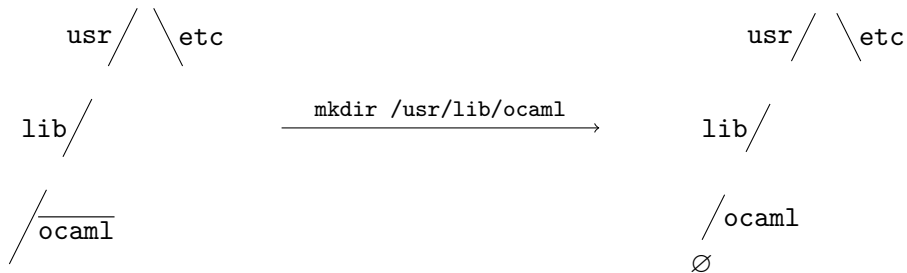 usr etc
usr etc
mkdir /usr/lib/ocaml
lib
lib
ocaml
ocaml
∅